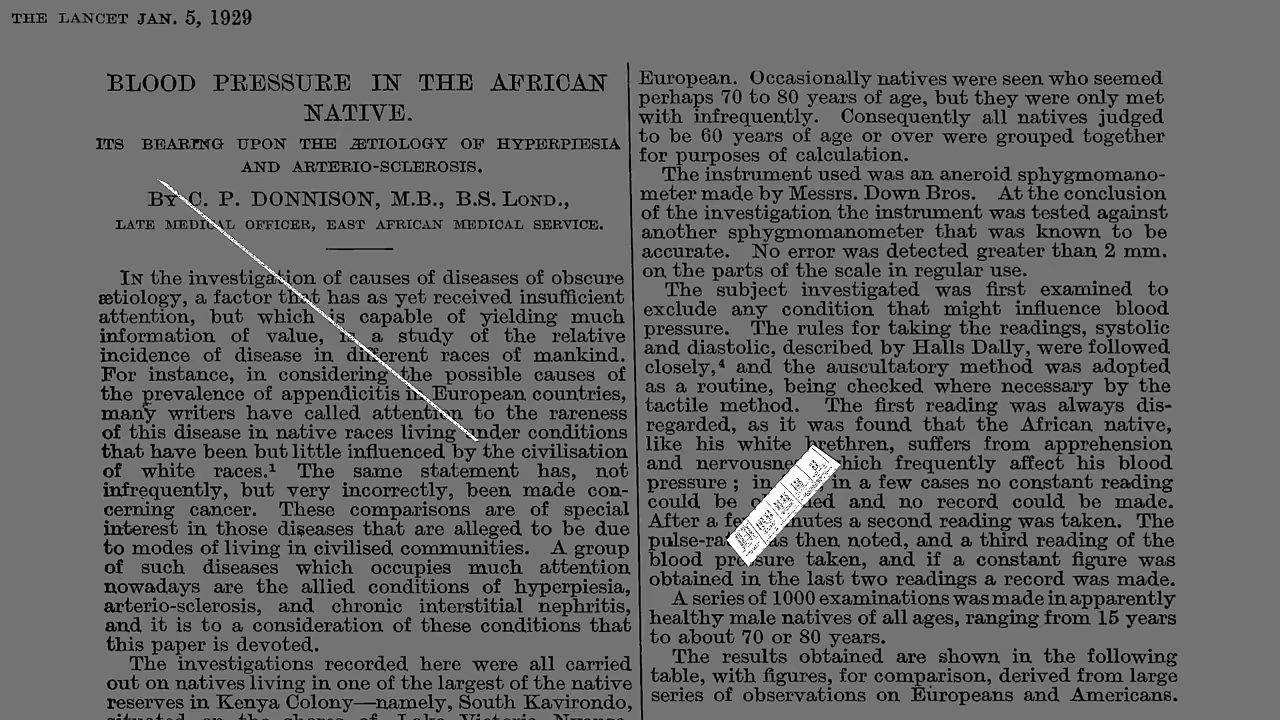 THE LANCET JAN. 5, 1929
BLOOD PRESSURE IN THE AFRICAN
NATIVE.
ITS BEARING UPON THE ÆTIOLOGY OF HYPERPIESIA
AND ARTERIO-SCLEROSIS.
BY C. P. DONNISON, M.B., B.S. LOND.,
LATE MEDICAL OFFICER, EAST AFRICAN MEDICAL SERVICE.
IN the investigation of causes of diseases of obscure
ætiology, a factor that has as yet received insufficient
attention, but which is capable of yielding much
information of value, is a study of the relative
incidence of disease in different races of mankind.
For instance, in considering the possible causes of
the prevalence of appendicitis in European countries,
many writers have called attention to the rareness
of this disease in native races living under conditions
that have been but little influenced by the civilisation
of white races.¹ The same statement has, not
infrequently, but very incorrectly, been made con-
cerning cancer. These comparisons are of special
interest in those diseases that are alleged to be due
to modes of living in civilised communities. A group
of such diseases which occupies much attention
nowadays are the allied conditions of hyperpiesia,
arterio-sclerosis, and chronic interstitial nephritis,
and it is to a consideration of these conditions that
this paper is devoted.
The investigations recorded here were all carried
out on natives living in one of the largest of the native
reserves in Kenya Colony—namely, South Kavirondo,
situated on the shores of Lake Victoria Nyanza.
European. Occasionally natives were seen who seemed
perhaps 70 to 80 years of age, but they were only met
with infrequently. Consequently all natives judged
to be 60 years of age or over were grouped together
for purposes of calculation.
The instrument used was an aneroid sphygmomano-
meter made by Messrs. Down Bros. At the conclusion
of the investigation the instrument was tested against
another sphygmomanometer that was known to be
accurate. No error was detected greater than 2 mm.
on the parts of the scale in regular use.
The subject investigated was first examined to
exclude any condition that might influence blood
pressure. The rules for taking the readings, systolic
and diastolic, described by Halls Dally, were followed
closely,⁴ and the auscultatory method was adopted
as a routine, being checked where necessary by the
tactile method. The first reading was always dis-
regarded, as it was found that the African native,
like his white brethren, suffers from apprehension
and which frequently affect his blood
pressure; in in a few cases no constant reading
could be and no record could be made.
After a a second reading was taken. The
then noted, and a third reading of the
blood pressure taken, and if a constant figure was
obtained in the last two readings a record was made.
A series of 1000 examinations was made in apparently
healthy male natives of all ages, ranging from 15 years
to about 70 or 80 years.
The results obtained are shown in the following
table, with figures, for comparison, derived from large
series of observations on Europeans and Americans.